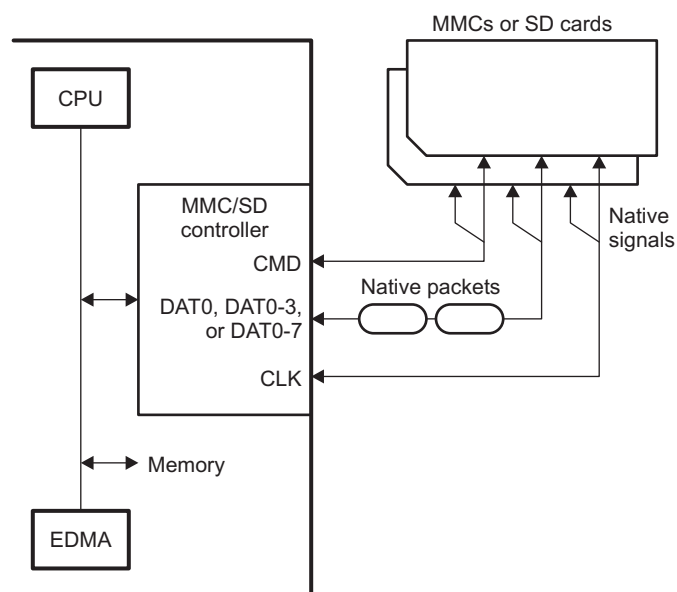 MMCs or SD cards
CPU
MMC/SD
controller
Native
signals
CMD
Native packets
DAT0, DAT0-3,
or DAT0-7
CLK
Memory
EDMA